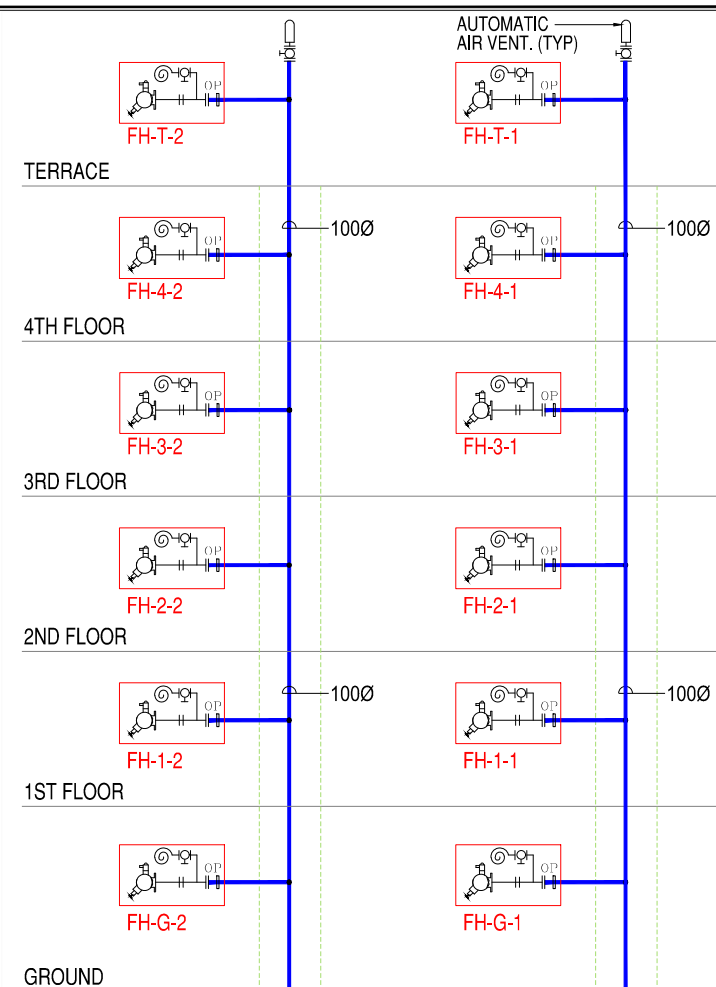 AUTOMATIC
AIR VENT. (TYP)
OP
OP
FH-T-2
FH-T-1
TERRACE
100Ø
100Ø
OP
OP
FH-4-2
FH-4-1
4TH FLOOR
OP
OP
FH-3-2
FH-3-1
3RD FLOOR
OP
OP
FH-2-2
FH-2-1
2ND FLOOR
100Ø
100Ø
OP
OP
FH-1-2
FH-1-1
1ST FLOOR
OP
OP
FH-G-2
FH-G-1
GROUND